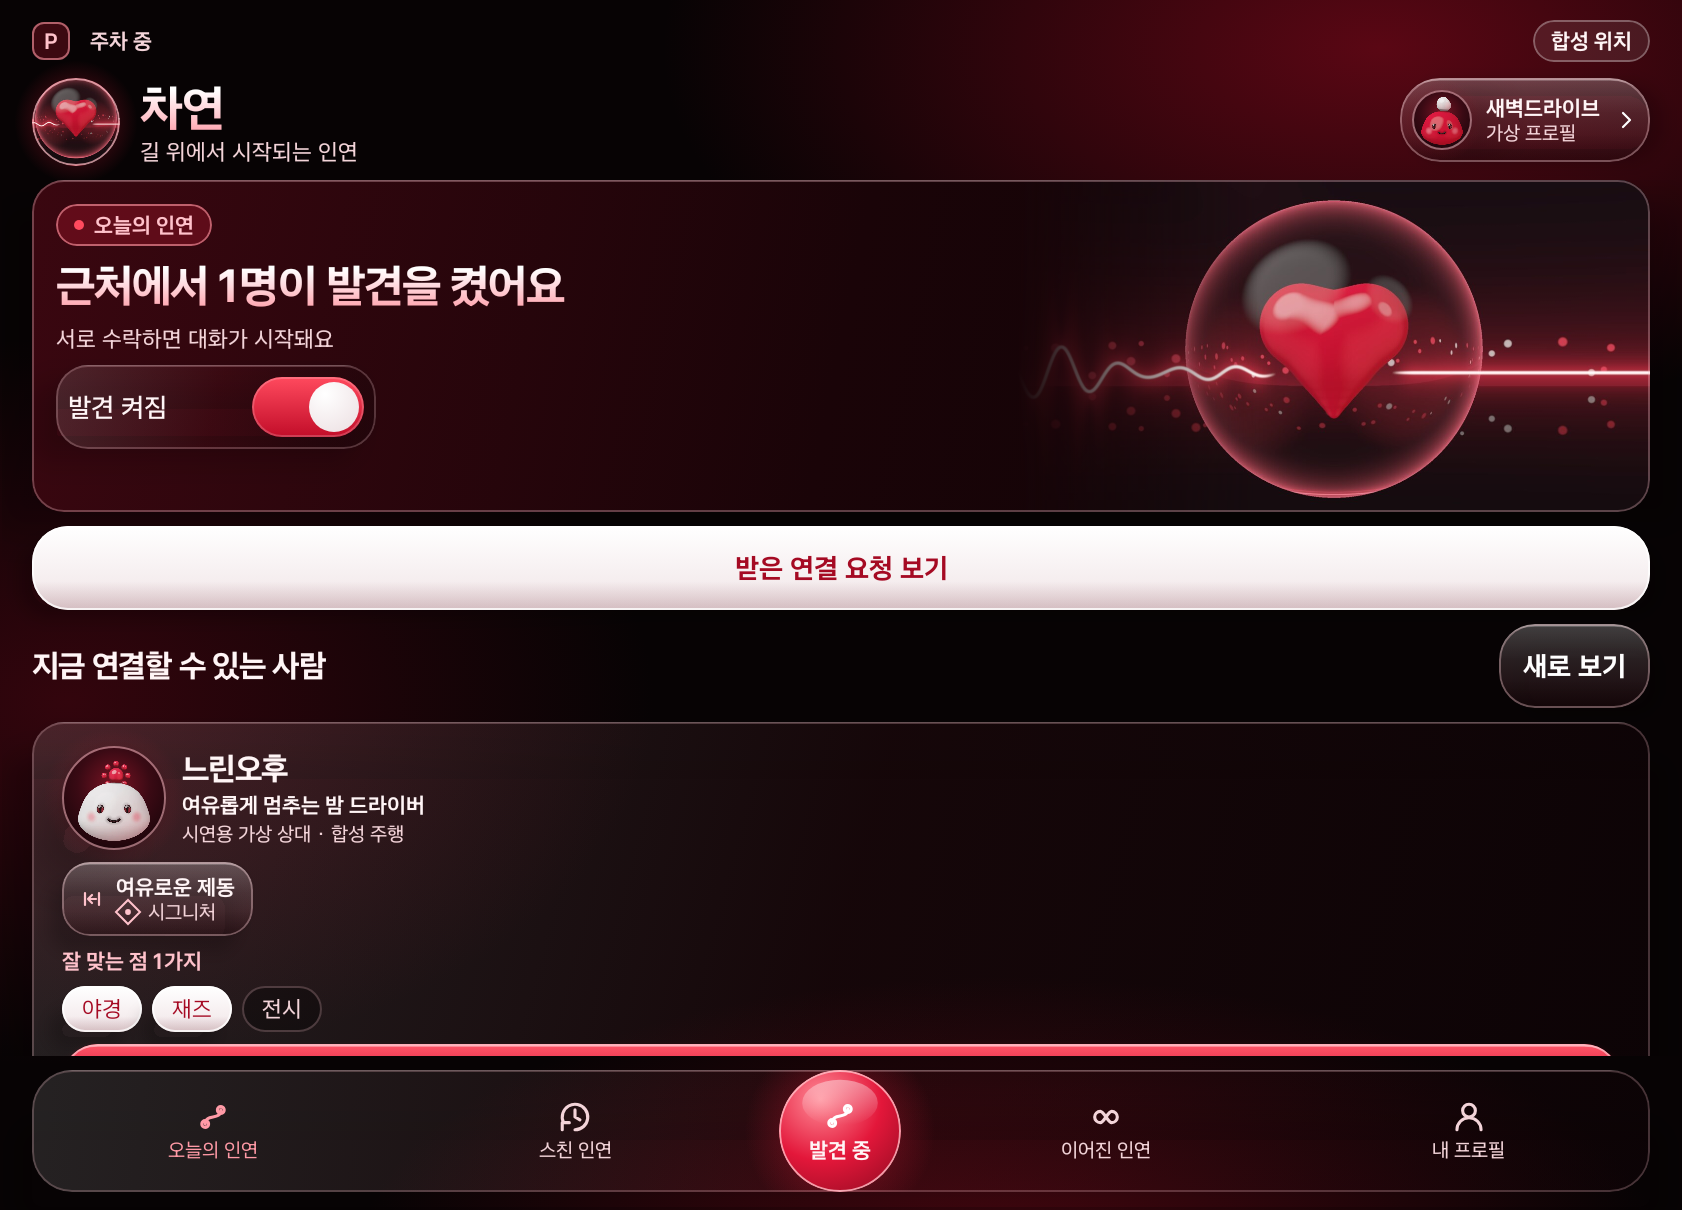 P 주차 중
합성 위치
차연
길 위에서 시작되는 인연
새벽드라이브
가상 프로필
오늘의 인연
근처에서 1명이 발견을 켰어요
서로 수락하면 대화가 시작돼요
발견 켜짐
받은 연결 요청 보기
지금 연결할 수 있는 사람
새로 보기
느린오후
여유롭게 멈추는 밤 드라이버
시연용 가상 상대 · 합성 주행
여유로운 제동
시그니처
잘 맞는 점 1가지
야경 재즈 전시
오늘의 인연
스친 인연
발견 중
이어진 인연
내 프로필